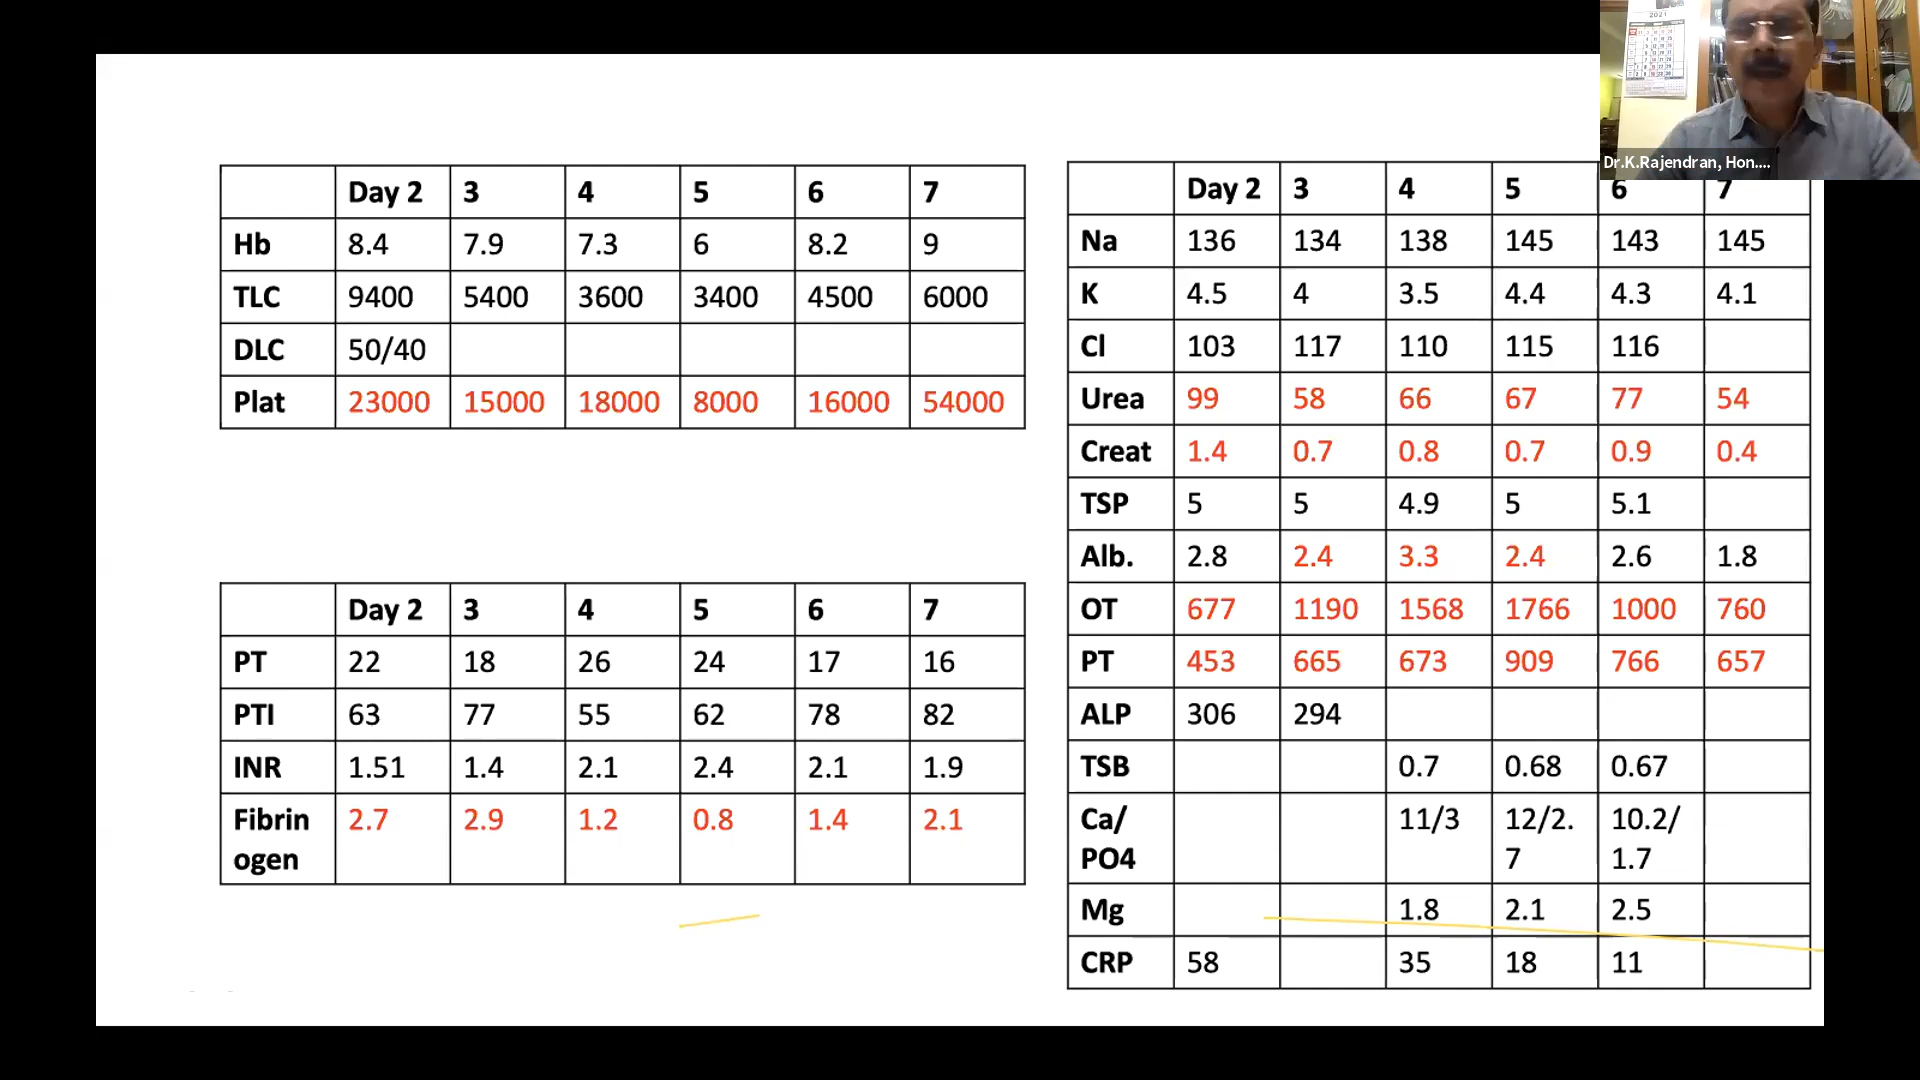 2021
Dr.K.Rajendran, Hon....
Day 2 3 4 5 6 7
Hb 8.4 7.9 7.3 6 8.2 9
TLC 9400 5400 3600 3400 4500 6000
DLC 50/40
Plat 23000 15000 18000 8000 16000 54000
Day 2 3 4 5 6 7
PT 22 18 26 24 17 16
PTI 63 77 55 62 78 82
INR 1.51 1.4 2.1 2.4 2.1 1.9
Fibrin 2.7 2.9 1.2 0.8 1.4 2.1
ogen
Day 2 3 4 5 6 7
Na 136 134 138 145 143 145
K 4.5 4 3.5 4.4 4.3 4.1
Cl 103 117 110 115 116
Urea 99 58 66 67 77 54
Creat 1.4 0.7 0.8 0.7 0.9 0.4
TSP 5 5 4.9 5 5.1
Alb. 2.8 2.4 3.3 2.4 2.6 1.8
OT 677 1190 1568 1766 1000 760
PT 453 665 673 909 766 657
ALP 306 294
TSB 0.7 0.68 0.67
Ca/ 11/3 12/2. 10.2/
PO4 7 1.7
Mg 1.8 2.1 2.5
CRP 58 35 18 11